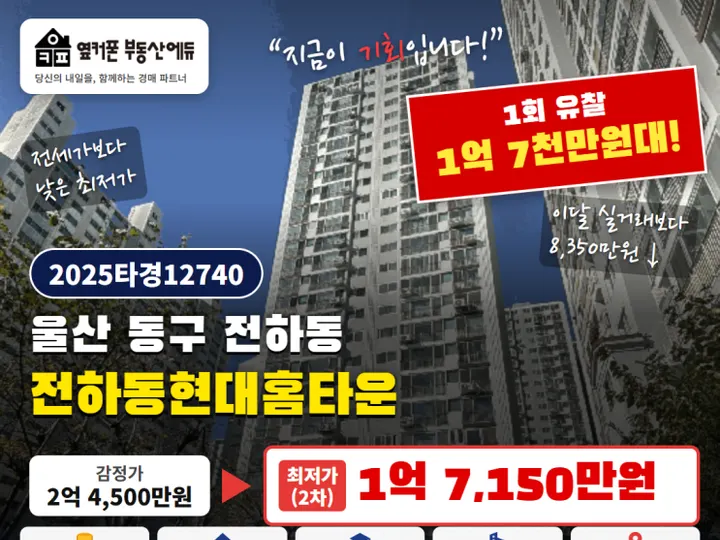 옆커폰 부동산에듀
당신의 내일을, 함께하는 경매 파트너
“지금이 기회입니다!”
1회 유찰
1억 7천만원대!
전세가보다
낮은 최저가
이달 실거래보다
8,350만원 ↓
2025타경12740
울산 동구 전하동
전하동현대홈타운
감정가
2억 4,500만원
최저가
(2차)
1억 7,150만원